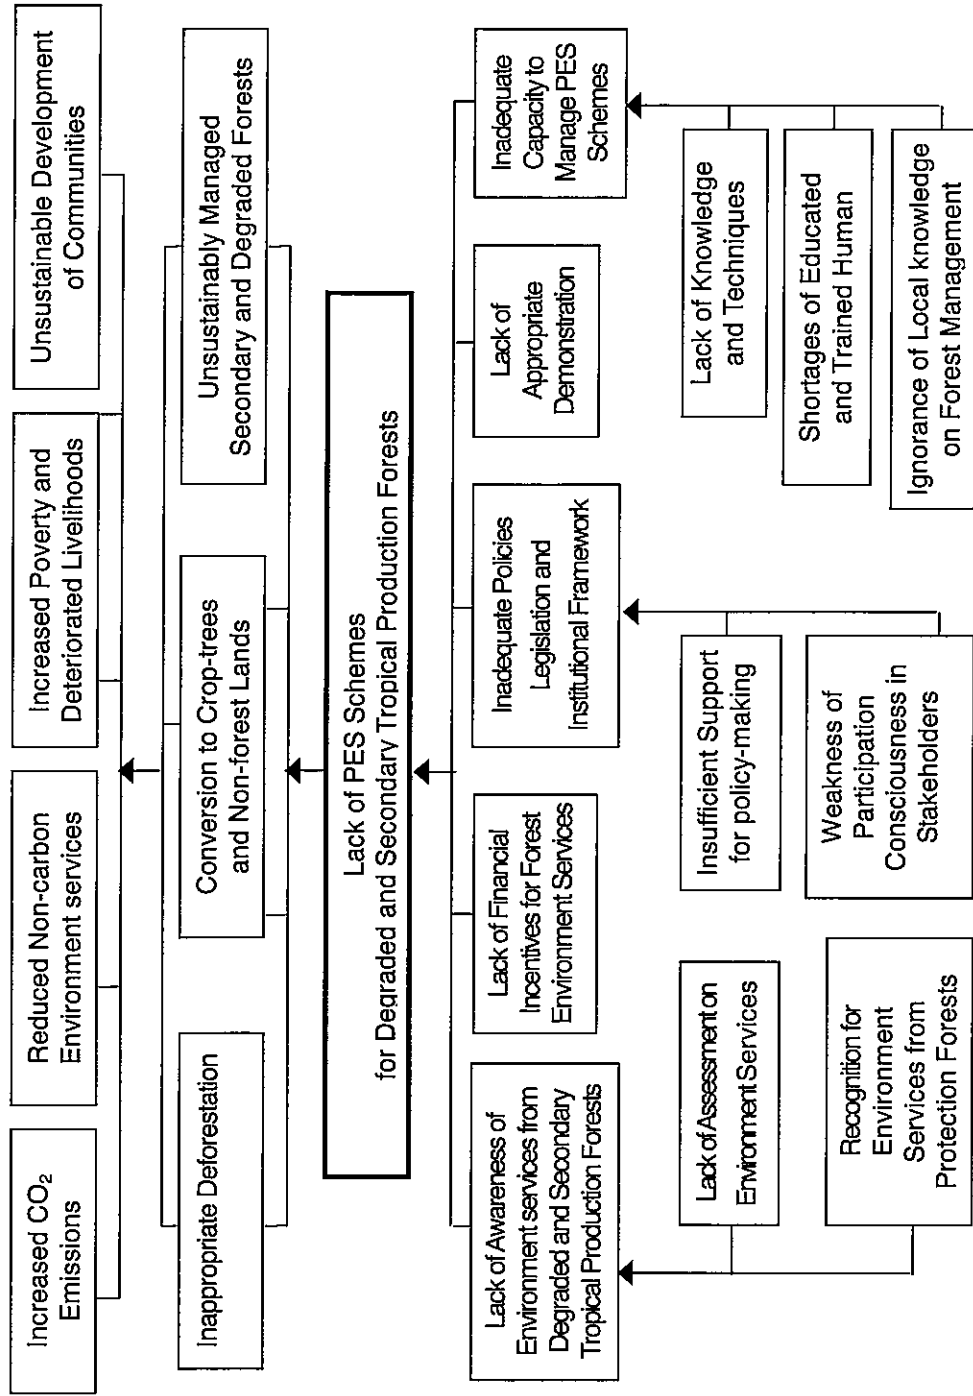 Increased CO₂
Emissions
Reduced Non-carbon
Environment services
Increased Poverty and
Deteriorated Livelihoods
Unsustainable Development
of Communities
Inappropriate Deforestation
Conversion to Crop-trees
and Non-forest Lands
Unsustainably Managed
Secondary and Degraded Forests
Lack of PES Schemes
for Degraded and Secondary Tropical Production Forests
Lack of Awareness of
Environment services from
Degraded and Secondary
Tropical Production Forests
Lack of Financial
Incentives for Forest
Environment Services
Inadequate Policies
Legislation and
Institutional Framework
Lack of
Appropriate
Demonstration
Inadequate
Capacity to
Manage PES
Schemes
Lack of Assessment on
Environment Services
Recognition for
Environment
Services from
Protection Forests
Insufficient Support
for policy-making
Weakness of
Participation
Consciousness in
Stakeholders
Lack of Knowledge
and Techniques
Shortages of Educated
and Trained Human
Ignorance of Local knowledge
on Forest Management